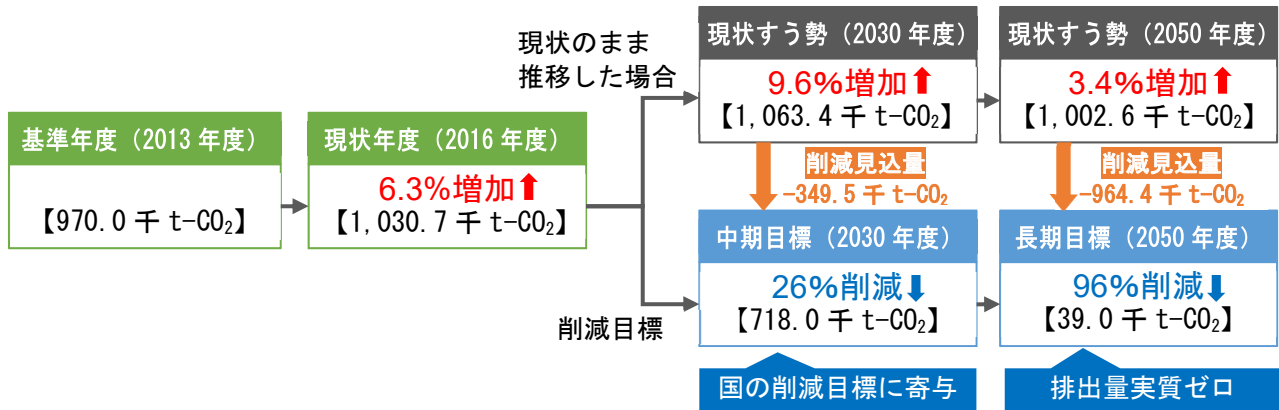 現状のまま
推移した場合
現状すう勢（2030 年度）
9.6%増加⬆
【1,063.4 千 t-CO₂】
現状すう勢（2050 年度）
3.4%増加⬆
【1,002.6 千 t-CO₂】
基準年度（2013 年度）
【970.0 千 t-CO₂】
現状年度（2016 年度）
6.3%増加⬆
【1,030.7 千 t-CO₂】
削減見込量
-349.5 千 t-CO₂
削減見込量
-964.4 千 t-CO₂
削減目標
中期目標（2030 年度）
26%削減⬇
【718.0 千 t-CO₂】
長期目標（2050 年度）
96%削減⬇
【39.0 千 t-CO₂】
国の削減目標に寄与
排出量実質ゼロ